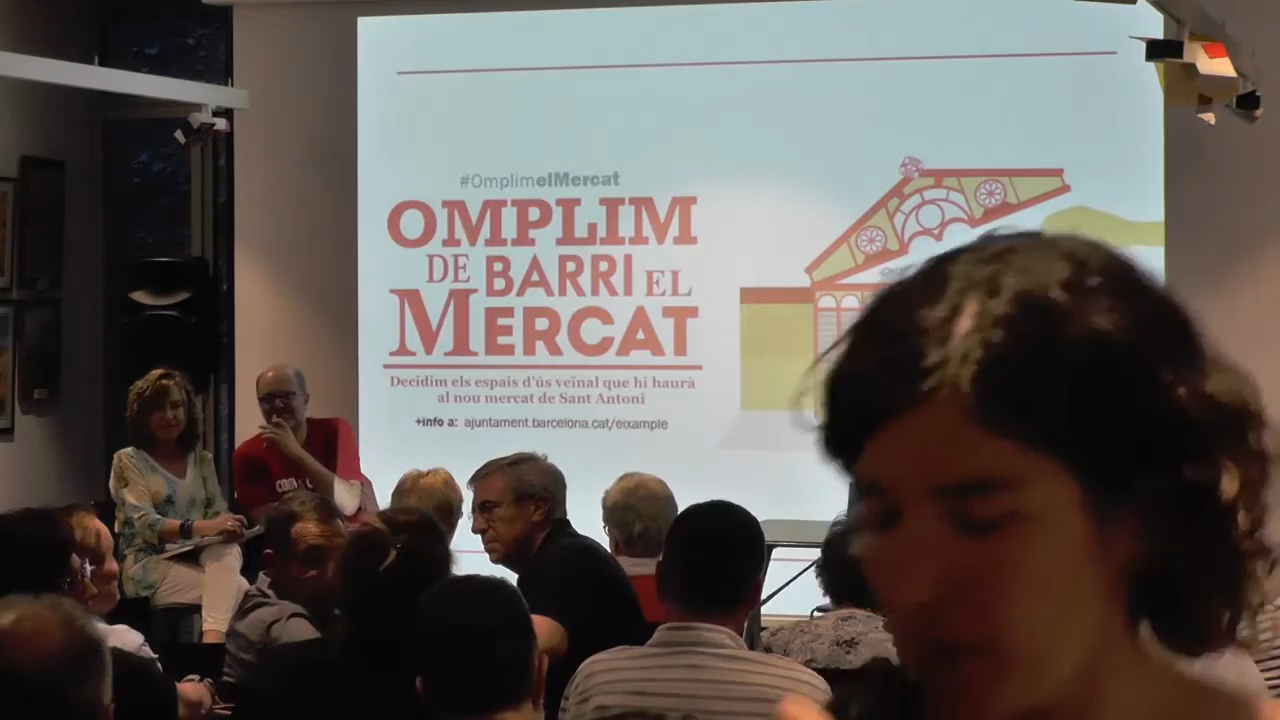 #OmplimelMercat
OMPLIM
DE BARRI EL
MERCAT
Decidim els espais d'ús veïnal que hi haurà
al nou mercat de Sant Antoni
+info a: ajuntament.barcelona.cat/eixample